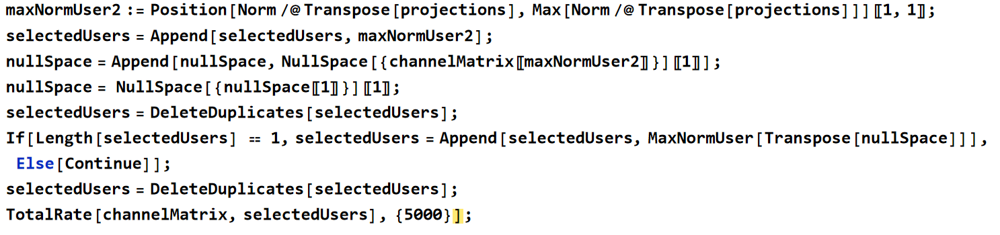 maxNormUser2 := Position[Norm /@ Transpose[projections], Max[Norm /@ Transpose[projections]]]〚1, 1〛;
selectedUsers = Append[selectedUsers, maxNormUser2];
nullSpace = Append[nullSpace, NullSpace[{channelMatrix〚maxNormUser2〛}]〚1〛];
nullSpace = NullSpace[{nullSpace〚1〛}]〚1〛;
selectedUsers = DeleteDuplicates[selectedUsers];
If[Length[selectedUsers] == 1, selectedUsers = Append[selectedUsers, MaxNormUser[Transpose[nullSpace]]],
Else[Continue]];
selectedUsers = DeleteDuplicates[selectedUsers];
TotalRate[channelMatrix, selectedUsers], {5000}];